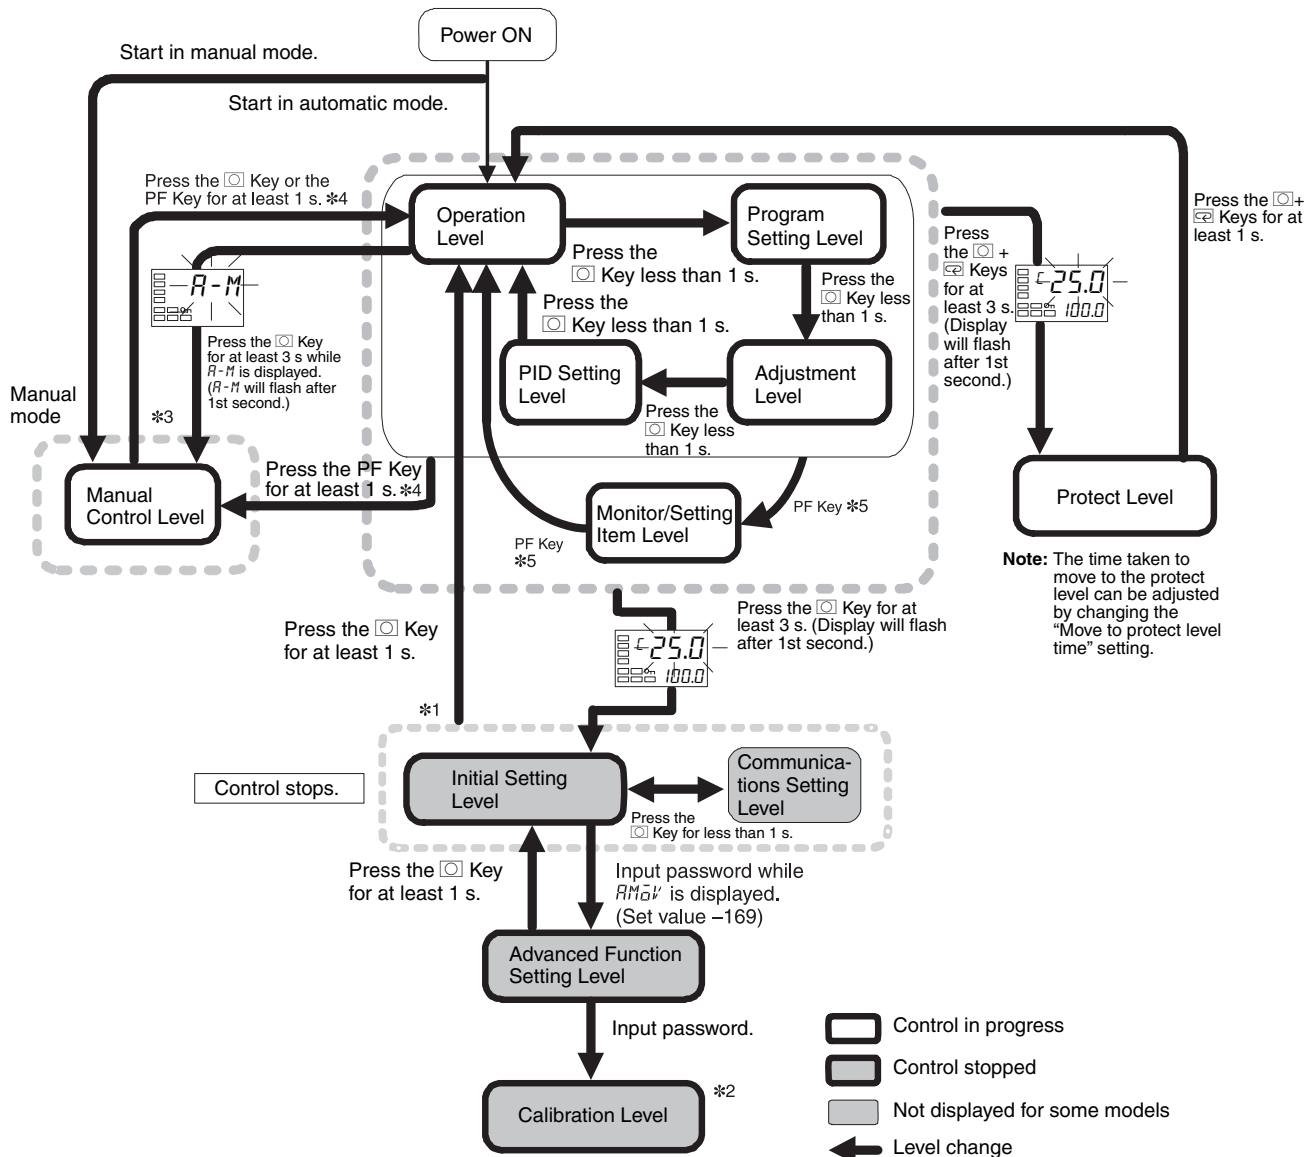 Power ON
Start in manual mode.
Start in automatic mode.
Press the Key or the
PF Key for at least 1 s. *4
Operation
Level
Program
Setting Level
Press the
Key less than 1 s.
Press the
Key less
than 1 s.
Press the
Key less than 1 s.
PID Setting
Level
Adjustment
Level
Press the
Key less
than 1 s.
A-M
Press the Key
for at least 3 s while
A-M is displayed.
(A-M will flash after
1st second.)
*3
Manual
mode
Manual
Control Level
Press the PF Key
for at least 1 s. *4
Monitor/Setting
Item Level
PF Key *5
PF Key
*5
Press
the +
Keys
for at
least 3 s.
(Display
will flash
after 1st
second.)
C 25.0
100.0
Press the +
Keys for at
least 1 s.
Protect Level
Note: The time taken to
move to the protect
level can be adjusted
by changing the
“Move to protect level
time” setting.
Press the Key for at
least 3 s. (Display will flash
after 1st second.)
C 25.0
100.0
Press the Key
for at least 1 s.
*1
Control stops.
Initial Setting
Level
Communica-
tions Setting
Level
Press the
Key for less than 1 s.
Press the Key
for at least 1 s.
Input password while
AMOV is displayed.
(Set value –169)
Advanced Function
Setting Level
Input password.
Calibration Level
*2
Control in progress
Control stopped
Not displayed for some models
Level change